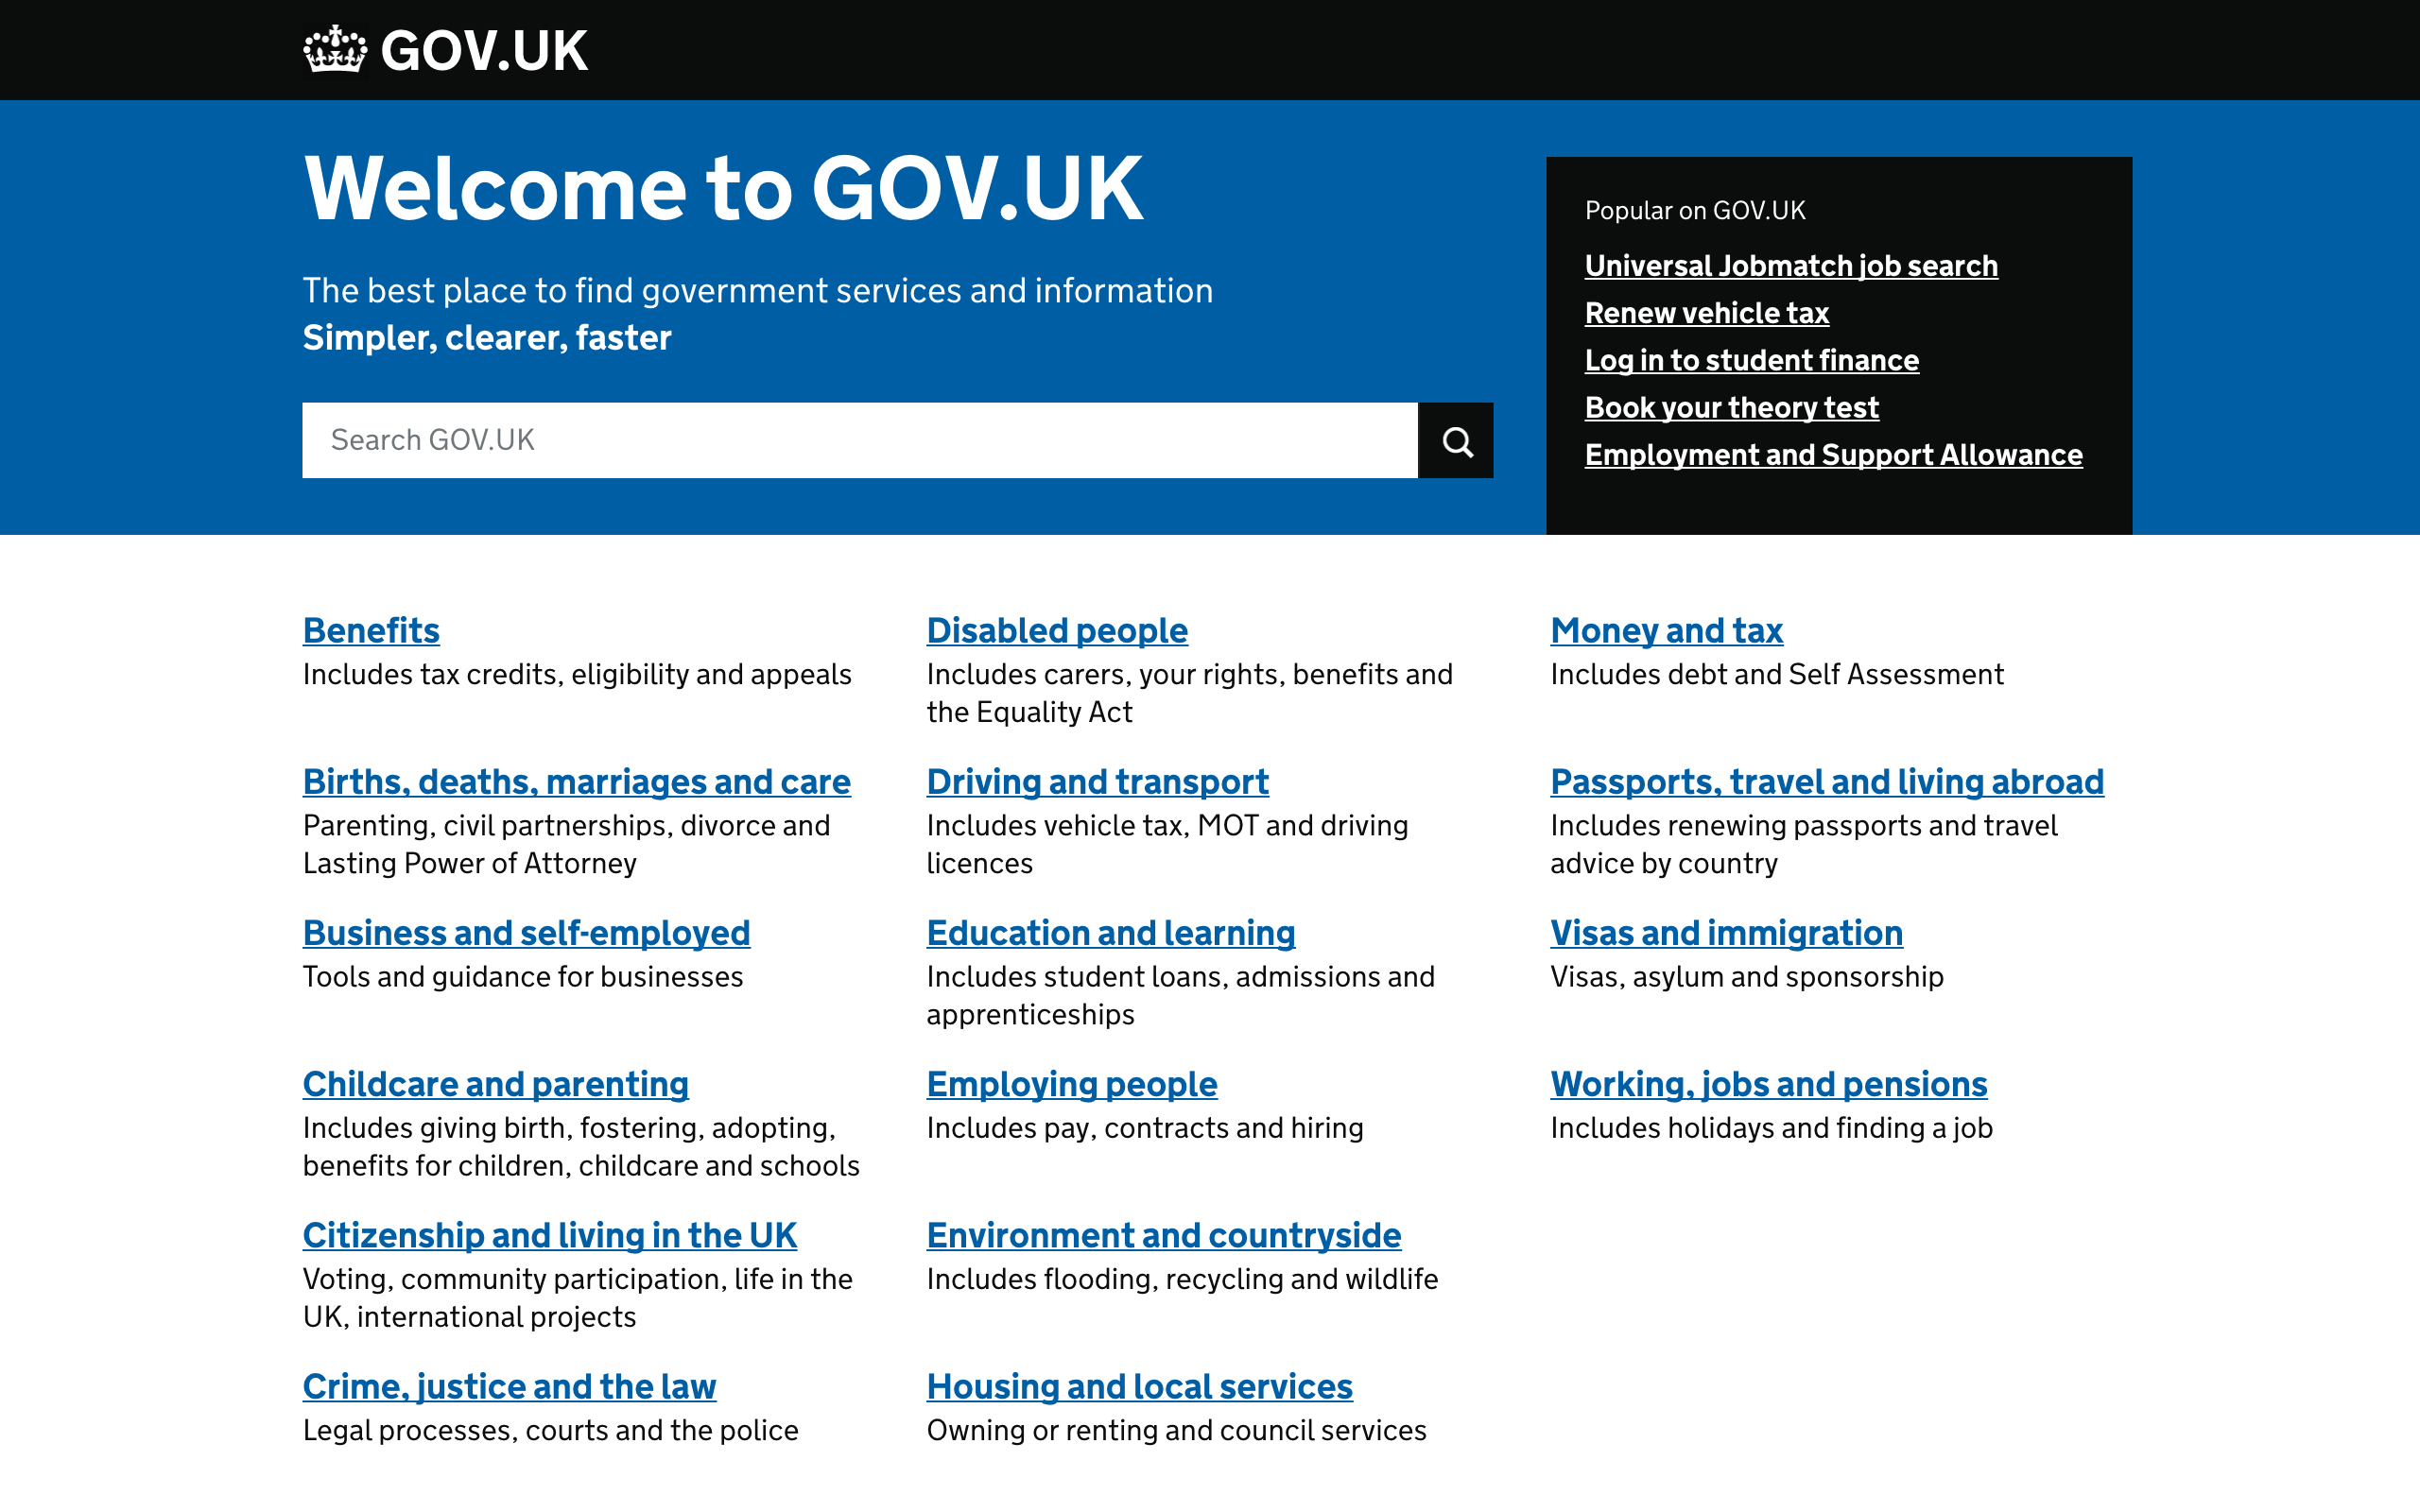 GOV.UK
Welcome to GOV.UK
The best place to find government services and information
Simpler, clearer, faster
Search GOV.UK
Popular on GOV.UK
Universal Jobmatch job search
Renew vehicle tax
Log in to student finance
Book your theory test
Employment and Support Allowance
Benefits
Includes tax credits, eligibility and appeals
Births, deaths, marriages and care
Parenting, civil partnerships, divorce and
Lasting Power of Attorney
Business and self-employed
Tools and guidance for businesses
Childcare and parenting
Includes giving birth, fostering, adopting,
benefits for children, childcare and schools
Citizenship and living in the UK
Voting, community participation, life in the
UK, international projects
Crime, justice and the law
Legal processes, courts and the police
Disabled people
Includes carers, your rights, benefits and
the Equality Act
Driving and transport
Includes vehicle tax, MOT and driving
licences
Education and learning
Includes student loans, admissions and
apprenticeships
Employing people
Includes pay, contracts and hiring
Environment and countryside
Includes flooding, recycling and wildlife
Housing and local services
Owning or renting and council services
Money and tax
Includes debt and Self Assessment
Passports, travel and living abroad
Includes renewing passports and travel
advice by country
Visas and immigration
Visas, asylum and sponsorship
Working, jobs and pensions
Includes holidays and finding a job